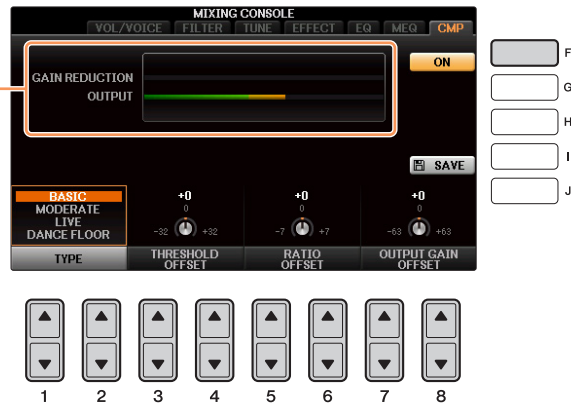 MIXING CONSOLE
VOL/VOICE FILTER TUNE EFFECT EQ MEQ CMP
GAIN REDUCTION
OUTPUT
ON
SAVE
F
G
H
I
J
BASIC
MODERATE
LIVE
DANCE FLOOR
TYPE
+0
0
-32 +32
THRESHOLD
OFFSET
+0
0
-7 +7
RATIO
OFFSET
+0
0
-63 +63
OUTPUT GAIN
OFFSET
1 2 3 4 5 6 7 8